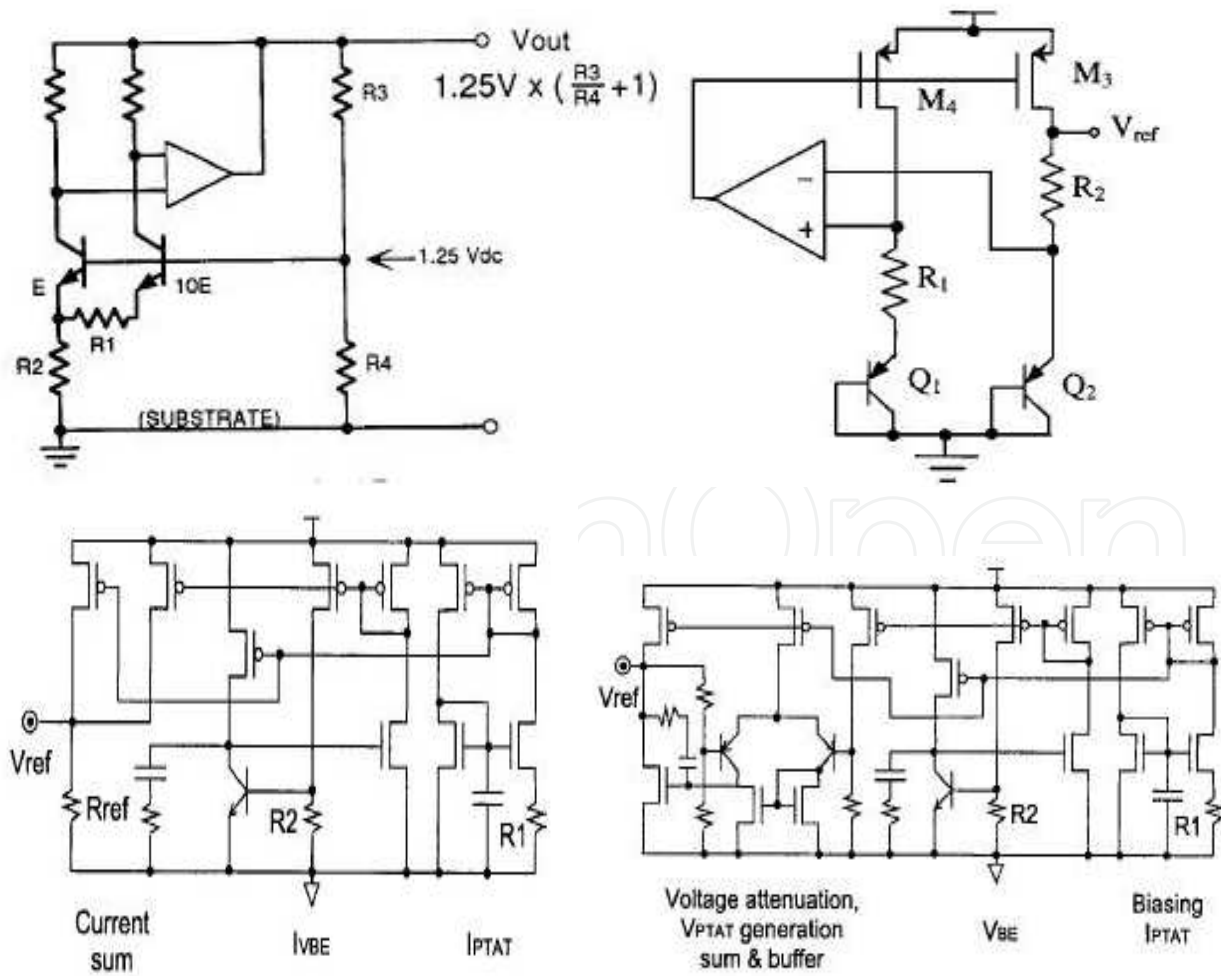 Vout
1.25V x (R3/R4 +1)
R3
1.25 Vdc
E
10E
R1
R2
R4
(SUBSTRATE)
M4
M3
Vref
−
+
R2
R1
Q1
Q2
Open
Vref
Rref
R2
R1
Current
sum
IVBE
IPTAT
Vref
R2
R1
Voltage attenuation,
VPTAT generation
sum & buffer
VBE
Biasing
IPTAT